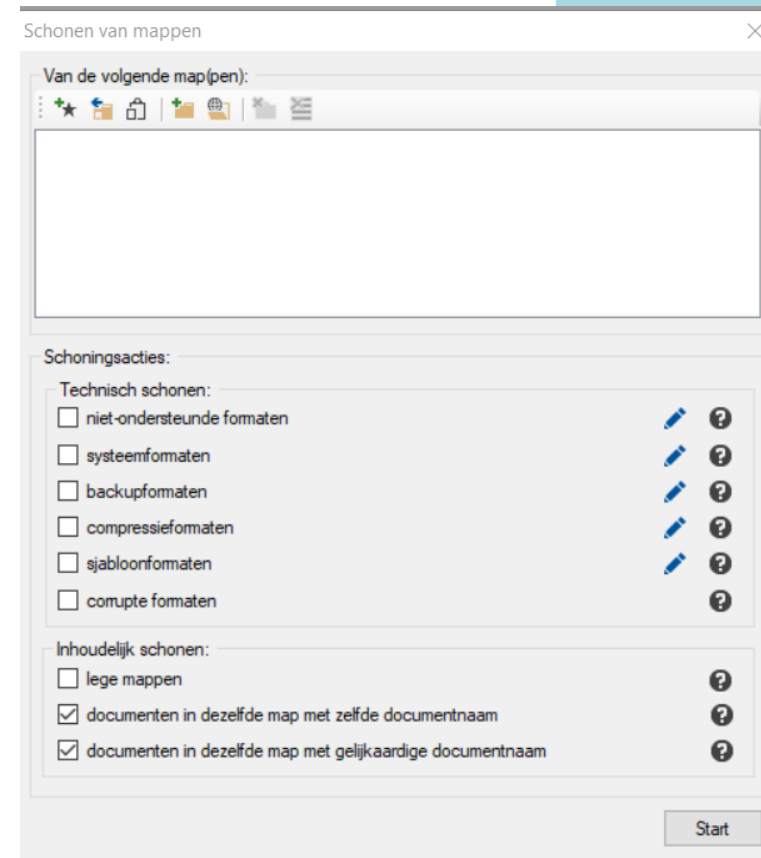 Schonen van mappen
Van de volgende map(pen):
Schoningsacties:
Technisch schonen:
niet-ondersteunde formaten
systeemformaten
backupformaten
compressieformaten
sjabloonformaten
corrupte formaten
Inhoudelijk schonen:
lege mappen
documenten in dezelfde map met zelfde documentnaam
documenten in dezelfde map met gelijkaardige documentnaam
Start